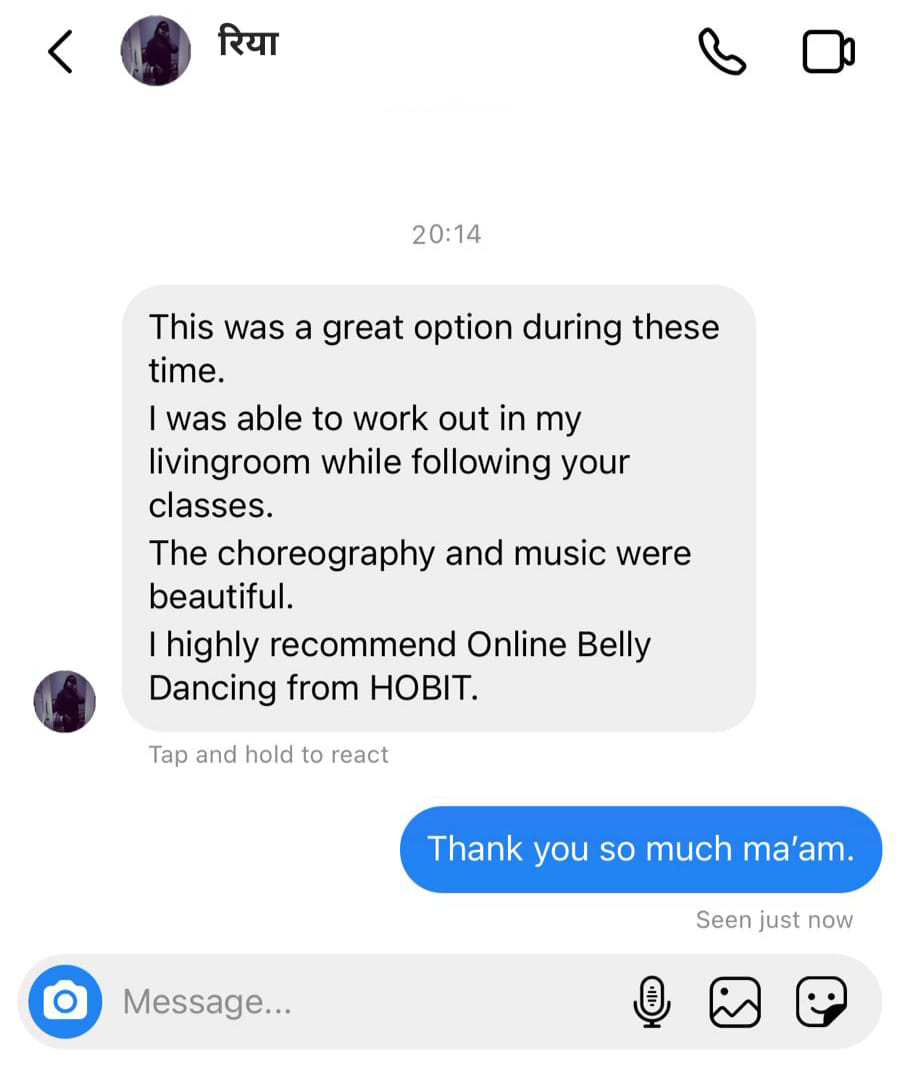 रिया
20:14
This was a great option during these
time.
I was able to work out in my
livingroom while following your
classes.
The choreography and music were
beautiful.
I highly recommend Online Belly
Dancing from HOBIT.
Tap and hold to react
Thank you so much ma’am.
Seen just now
Message...